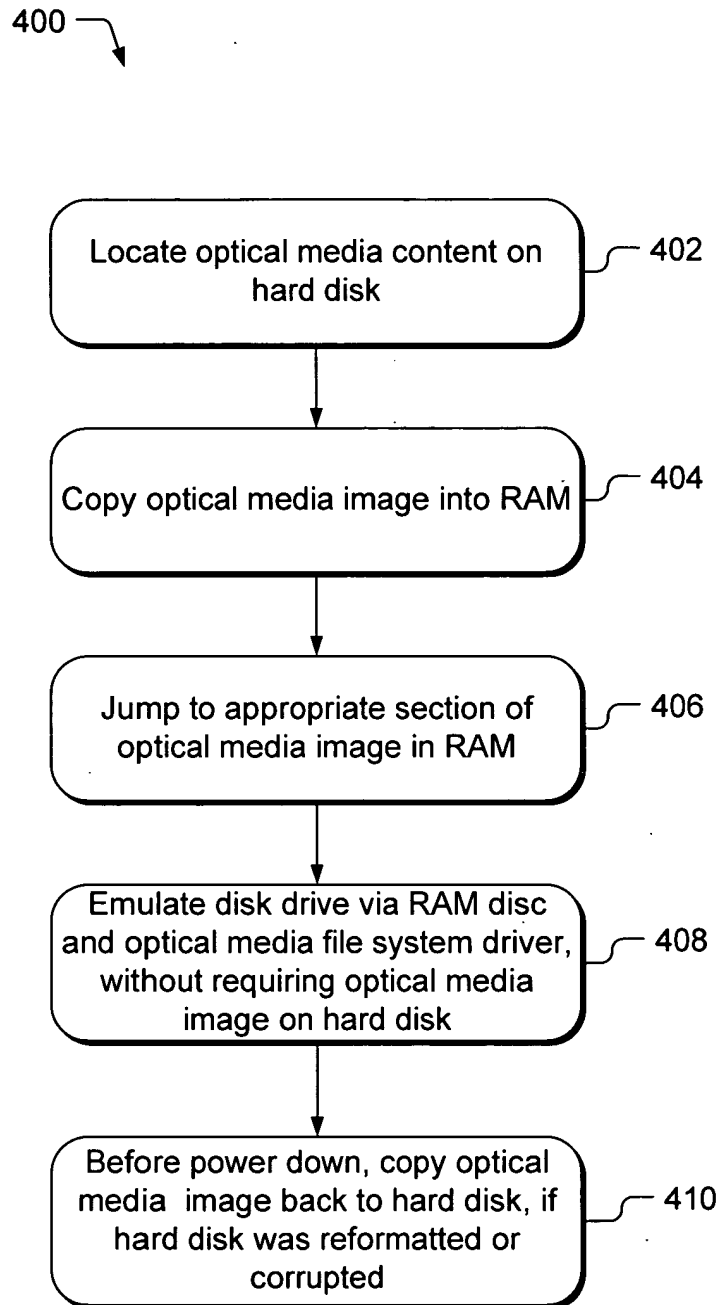 400
Locate optical media content on
hard disk
402
Copy optical media image into RAM
404
Jump to appropriate section of
optical media image in RAM
406
Emulate disk drive via RAM disc
and optical media file system driver,
without requiring optical media
image on hard disk
408
Before power down, copy optical
media image back to hard disk, if
hard disk was reformatted or
corrupted
410